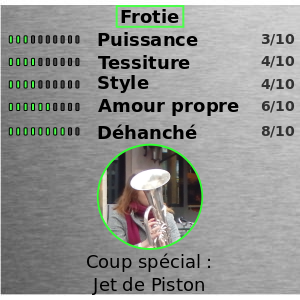 Frotie
Puissance 3/10
Tessiture 4/10
Style 4/10
Amour propre 6/10
Déhanché 8/10
Coup spécial :
Jet de Piston